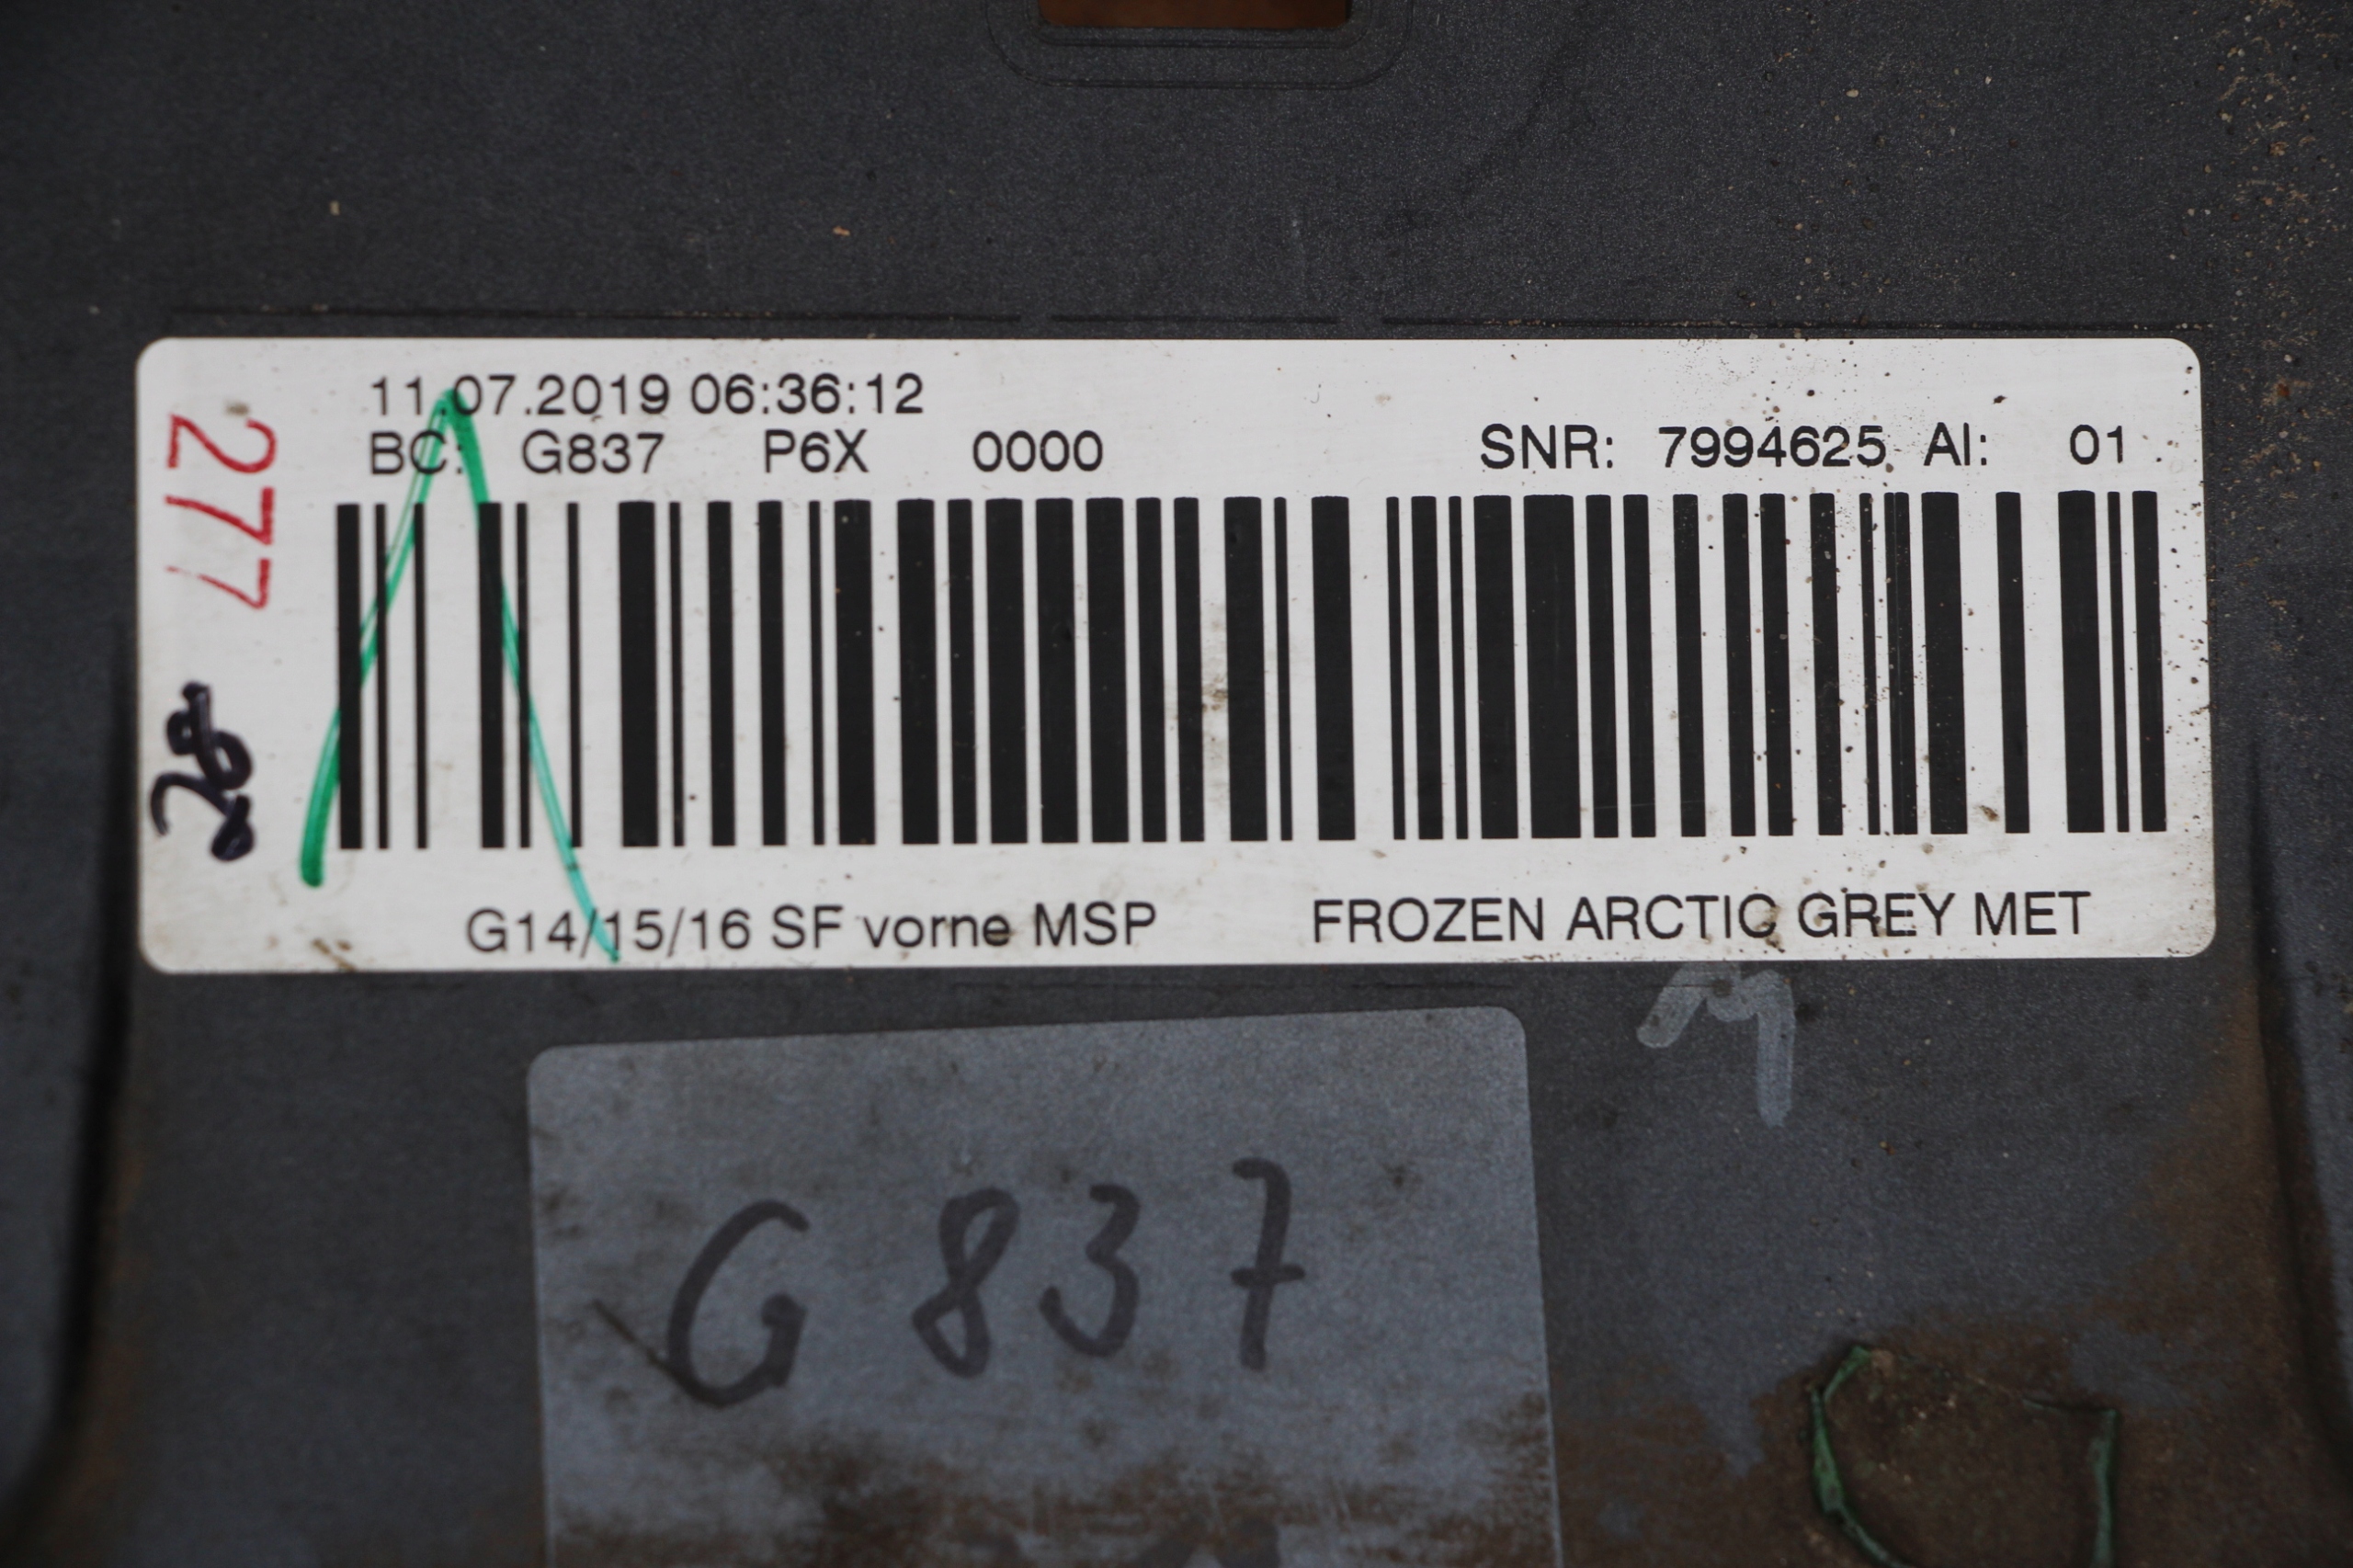 11.07.2019 06:36:12
BC: G837 P6X 0000 SNR: 7994625 AI: 01
277
G14/15/16 SF vorne MSP FROZEN ARCTIC GREY MET
G837